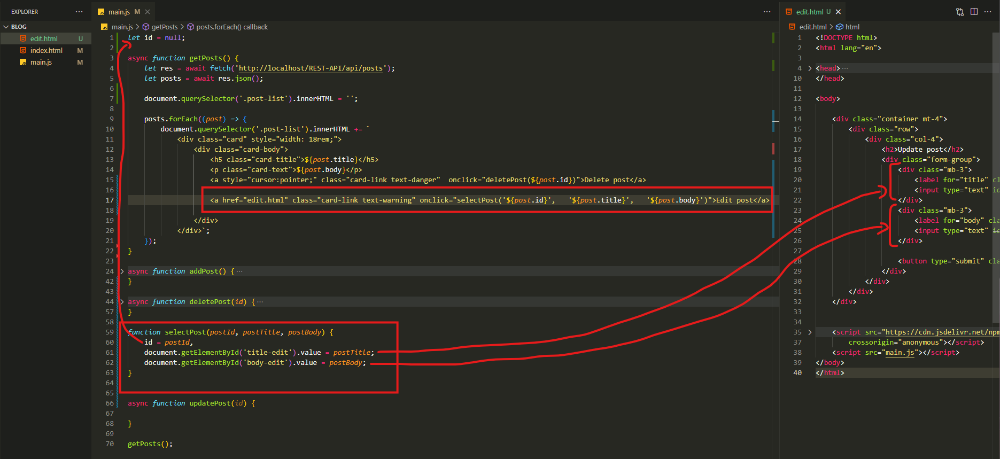 EXPLORER ···
BLOG
edit.html U
index.html M
main.js M
main.js M
main.js > getPosts > posts.forEach() callback
1 let id = null;
2
3 async function getPosts() {
4 let res = await fetch('http://localhost/REST-API/api/posts');
5 let posts = await res.json();
6
7 document.querySelector('.post-list').innerHTML = '';
8
9 posts.forEach((post) => {
10 document.querySelector('.post-list').innerHTML += `
11 <div class="card" style="width: 18rem;">
12 <div class="card-body">
13 <h5 class="card-title">${post.title}</h5>
14 <p class="card-text">${post.body}</p>
15 <a style="cursor:pointer;" class="card-link text-danger"  onclick="deletePost(${post.id})">Delete post</a>
16
17 <a href="edit.html" class="card-link text-warning" onclick="selectPost('${post.id}',   '${post.title}',   '${post.body}')">Edit post</a>
18
19 </div>
20 </div>`;
21 });
22 }
23
24 async function addPost() { ···
42 }
43
44 async function deletePost(id) { ···
57 }
58
59 function selectPost(postId, postTitle, postBody) {
60 id = postId,
61 document.getElementById('title-edit').value = postTitle;
62 document.getElementById('body-edit').value = postBody;
63 }
64
65
66 async function updatePost(id) {
67
68 }
69
70 getPosts();
edit.html U
edit.html > html
1 <!DOCTYPE html>
2 <html lang="en">
3
4 <head> ···
10 </head>
11
12 <body>
13
14 <div class="container mt-4">
15 <div class="row">
16 <div class="col-4">
17 <h2>Update post</h2>
18 <div class="form-group">
19 <div class="mb-3">
20 <label for="title"
21 <input type="text"
22 </div>
23 <div class="mb-3">
24 <label for="body"
25 <input type="text"
26 </div>
27
28 <button type="submit"
29 </div>
30 </div>
31 </div>
32 </div>
33
34
35 <script src="https://cdn.jsdelivr.net/npm
37 crossorigin="anonymous"></script>
38 <script src="main.js"></script>
39 </body>
40 </html>